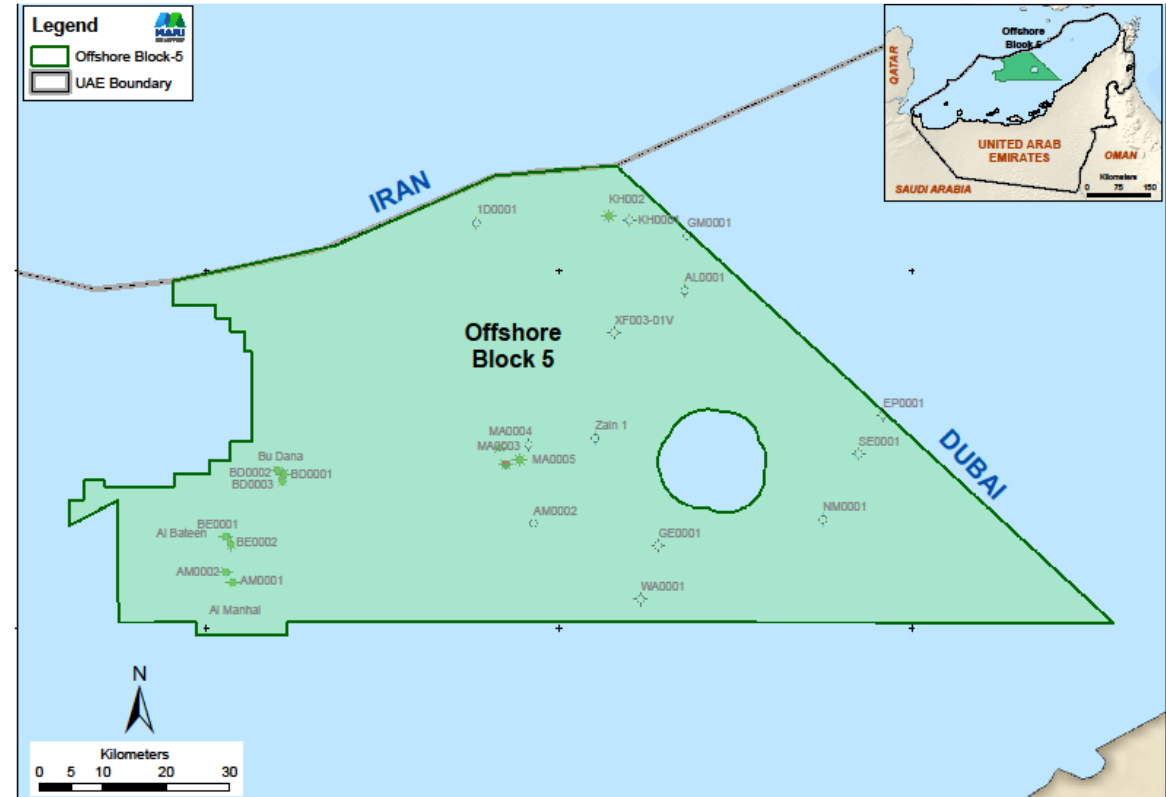 Legend
MARI
Offshore Block-5
UAE Boundary
IRAN
Offshore
Block 5
QATAR
UNITED ARAB
EMIRATES
OMAN
SAUDI ARABIA
Kilometers
0 75 150
1D0001
KH002
KH0001
GM0001
AL0001
XF003-01V
Offshore
Block 5
EP0001
SE0001
DUBAI
Zain 1
MA0004
MA0003
MA0005
Bu Dana
BD0002
BD0001
BD0003
BE0001
Al Bateen
BE0002
AM0002
NM0001
GE0001
AM0002
AM0001
WA0001
Al Manhal
N
Kilometers
0 5 10 20 30